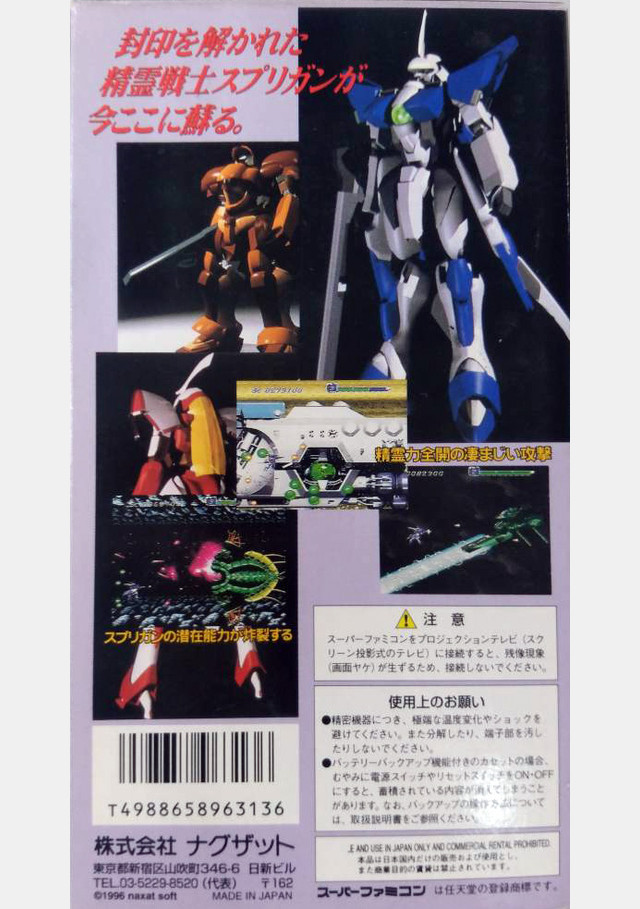 封印を解かれた
精霊戦士スプリガンが
今ここに蘇る。
精霊力全開の凄まじい攻撃
スプリガンの潜在能力が炸裂する
注意
スーパーファミコンをプロジェクションテレビ(スク
リーン投影式のテレビ)に接続すると、残像現象
(画面ヤケ)が生ずるため、接続しないでください。
使用上のお願い
●精密機器につき、極端な温度変化やショックを
避けてください。また分解したり、端子部を汚し
たりしないでください。
●バッテリーバックアップ機能付きのカセットの場合、
むやみに電源スイッチやリセットスイッチをON・OFF
にすると、蓄積されている内容が消えてしまうこと
があります。なお、バックアップの操作方法について
は、取扱説明書をご参照ください。
T4988658963136
株式会社 ナグザット
東京都新宿区山吹町346-6 日新ビル
TEL.03-5229-8520(代表) 〒162
©1996 naxat soft MADE IN JAPAN
LE AND USE IN JAPAN ONLY AND COMMERCIAL RENTAL PROHIBITED.
本品は日本国内だけの販売および使用とし、
また商業目的の賃貸は禁止されています。
スーパーファミコン は任天堂の登録商標です。